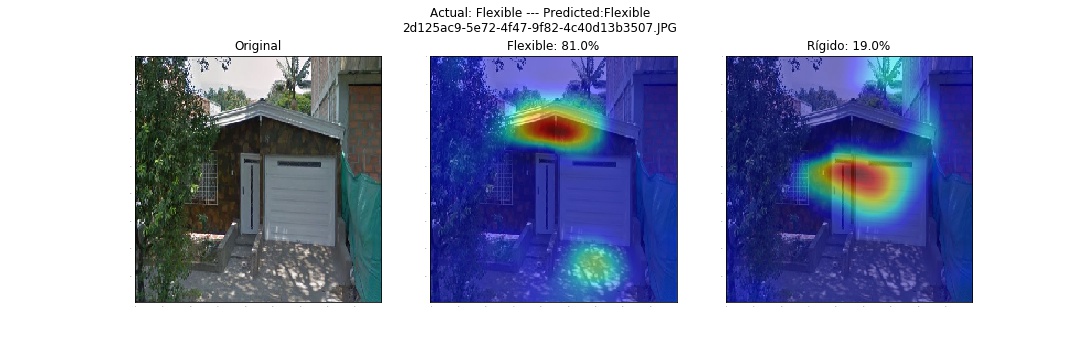 Actual: Flexible --- Predicted:Flexible
2d125ac9-5e72-4f47-9f82-4c40d13b3507.JPG
Original
Flexible: 81.0%
Rígido: 19.0%